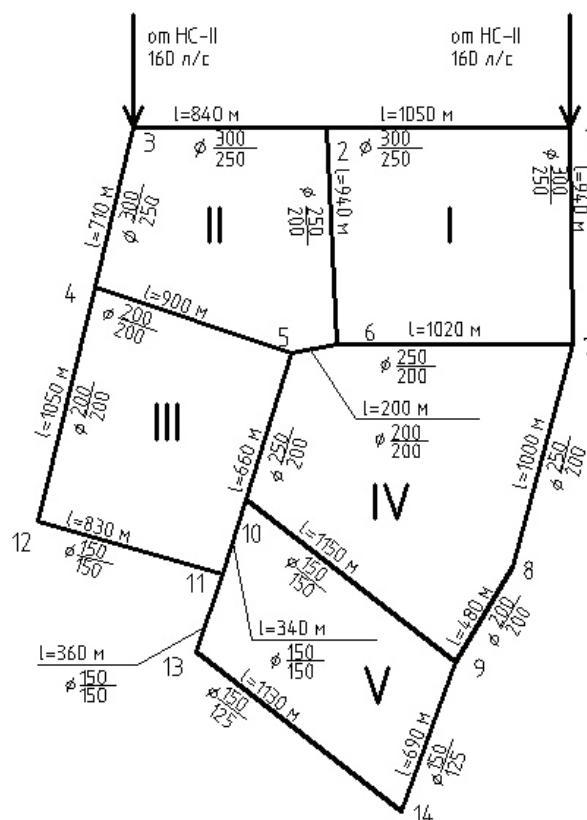 от НС-II
160 л/с
от НС-II
160 л/с
l=840 м
l=1050 м
3
⌀ 300/250
2
⌀ 300/250
l=710 м
⌀ 300/250
II
⌀ 250/200
l=940 м
I
⌀ 300/250
l=940 м
4
l=900 м
⌀ 200/200
5
6
l=1020 м
⌀ 250/200
l=200 м
⌀ 200/200
l=1050 м
⌀ 200/200
III
l=660 м
⌀ 250/200
IV
l=1000 м
⌀ 250/200
12
l=830 м
⌀ 150/150
10
l=1150 м
⌀ 150/150
8
11
l=480 м
⌀ 200/200
l=340 м
⌀ 150/150
9
l=360 м
⌀ 150/150
13
V
l=1130 м
⌀ 150/125
l=690 м
⌀ 150/125
14